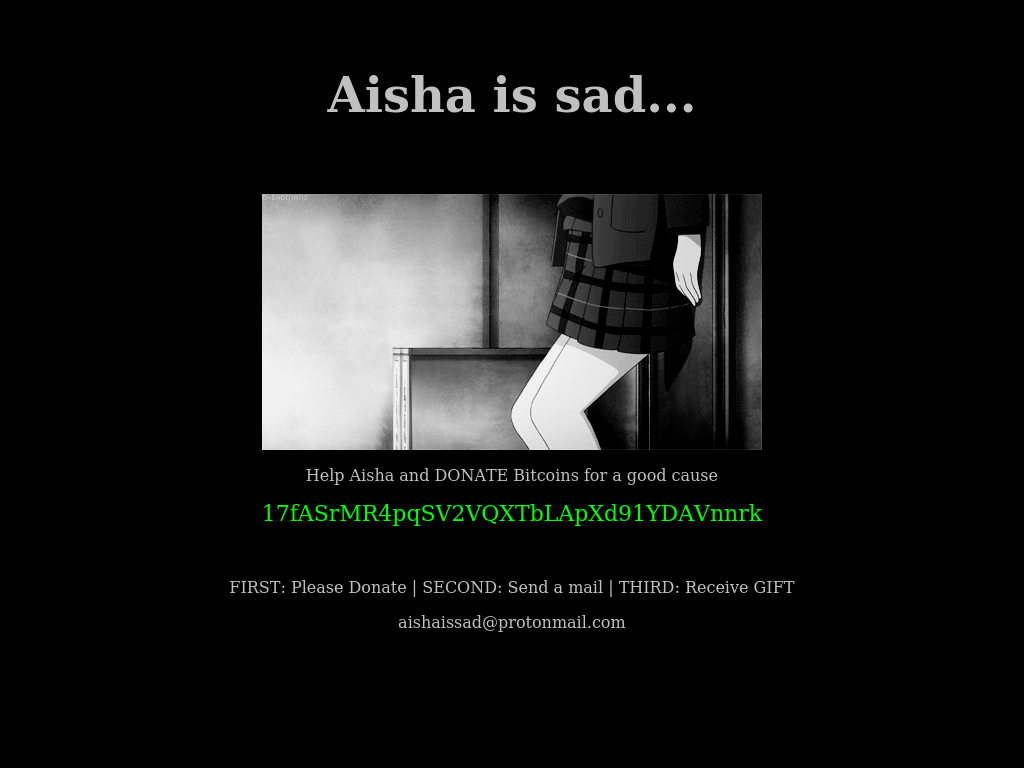 Aisha is sad...
Help Aisha and DONATE Bitcoins for a good cause
17fASrMR4pqSV2VQXTbLApXd91YDAVnnrk
FIRST: Please Donate | SECOND: Send a mail | THIRD: Receive GIFT
aishaissad@protonmail.com